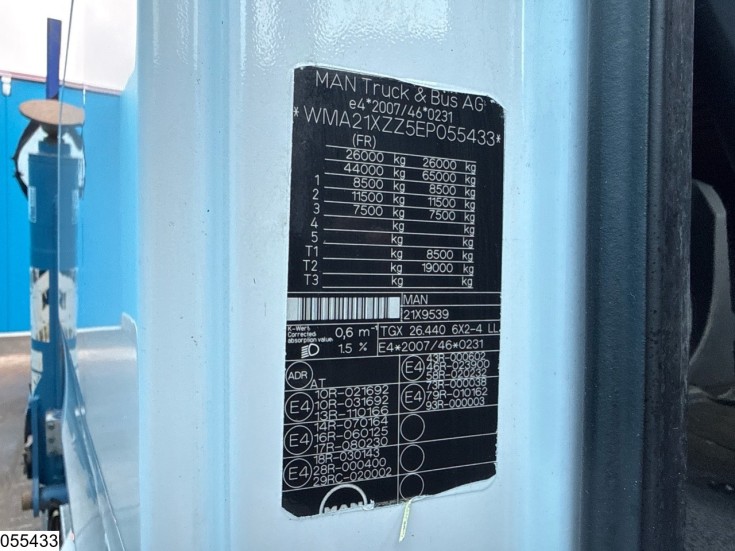 MAN Truck & Bus AG
e4*2007/46*0231
*WMA21XZZ5EP055433*
(FR)
26000 kg 26000 kg
44000 kg 65000 kg
1 8500 kg 8500 kg
2 11500 kg 11500 kg
3 7500 kg 7500 kg
4 kg kg
5 kg kg
T1 kg 8500 kg
T2 kg 19000 kg
T3 kg kg
MAN
21X9539
K-Wert
Corrected
absorption value: 0,6 m⁻¹
TGX 26.440 6X2-4 LL
1.5 %
E4*2007/46*0231
ADR
AT
E4
10R-021692
10R-031692
13R-110166
E4
14R-070164
16R-060125
17R-080230
E4
18R-030143
28R-000400
29RC-020002
E4
43R-000602
E4
73R-000038
79R-010162
93R-000003
MAN
055433